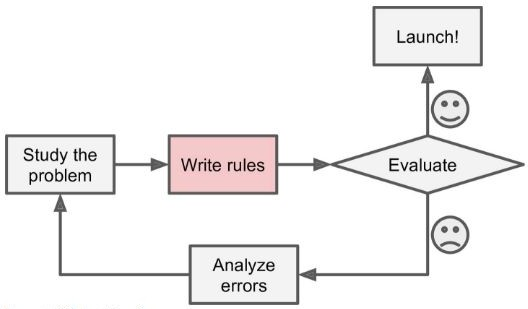 Launch!
Study the
problem
Write rules
Evaluate
Analyze
errors